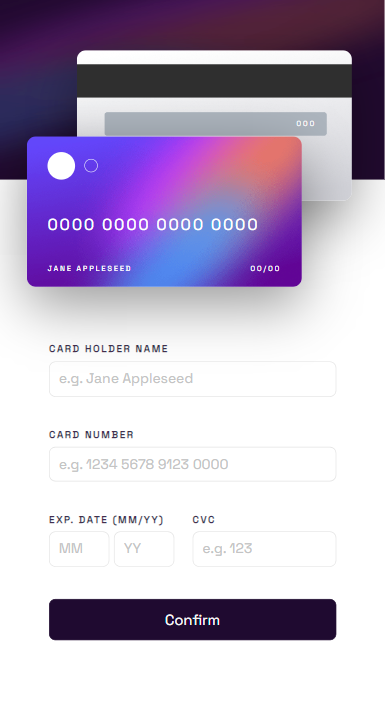 000
0000 0000 0000 0000
JANE APPLESEED 00/00
CARD HOLDER NAME
e.g. Jane Appleseed
CARD NUMBER
e.g. 1234 5678 9123 0000
EXP. DATE (MM/YY) CVC
MM YY e.g. 123
Confirm